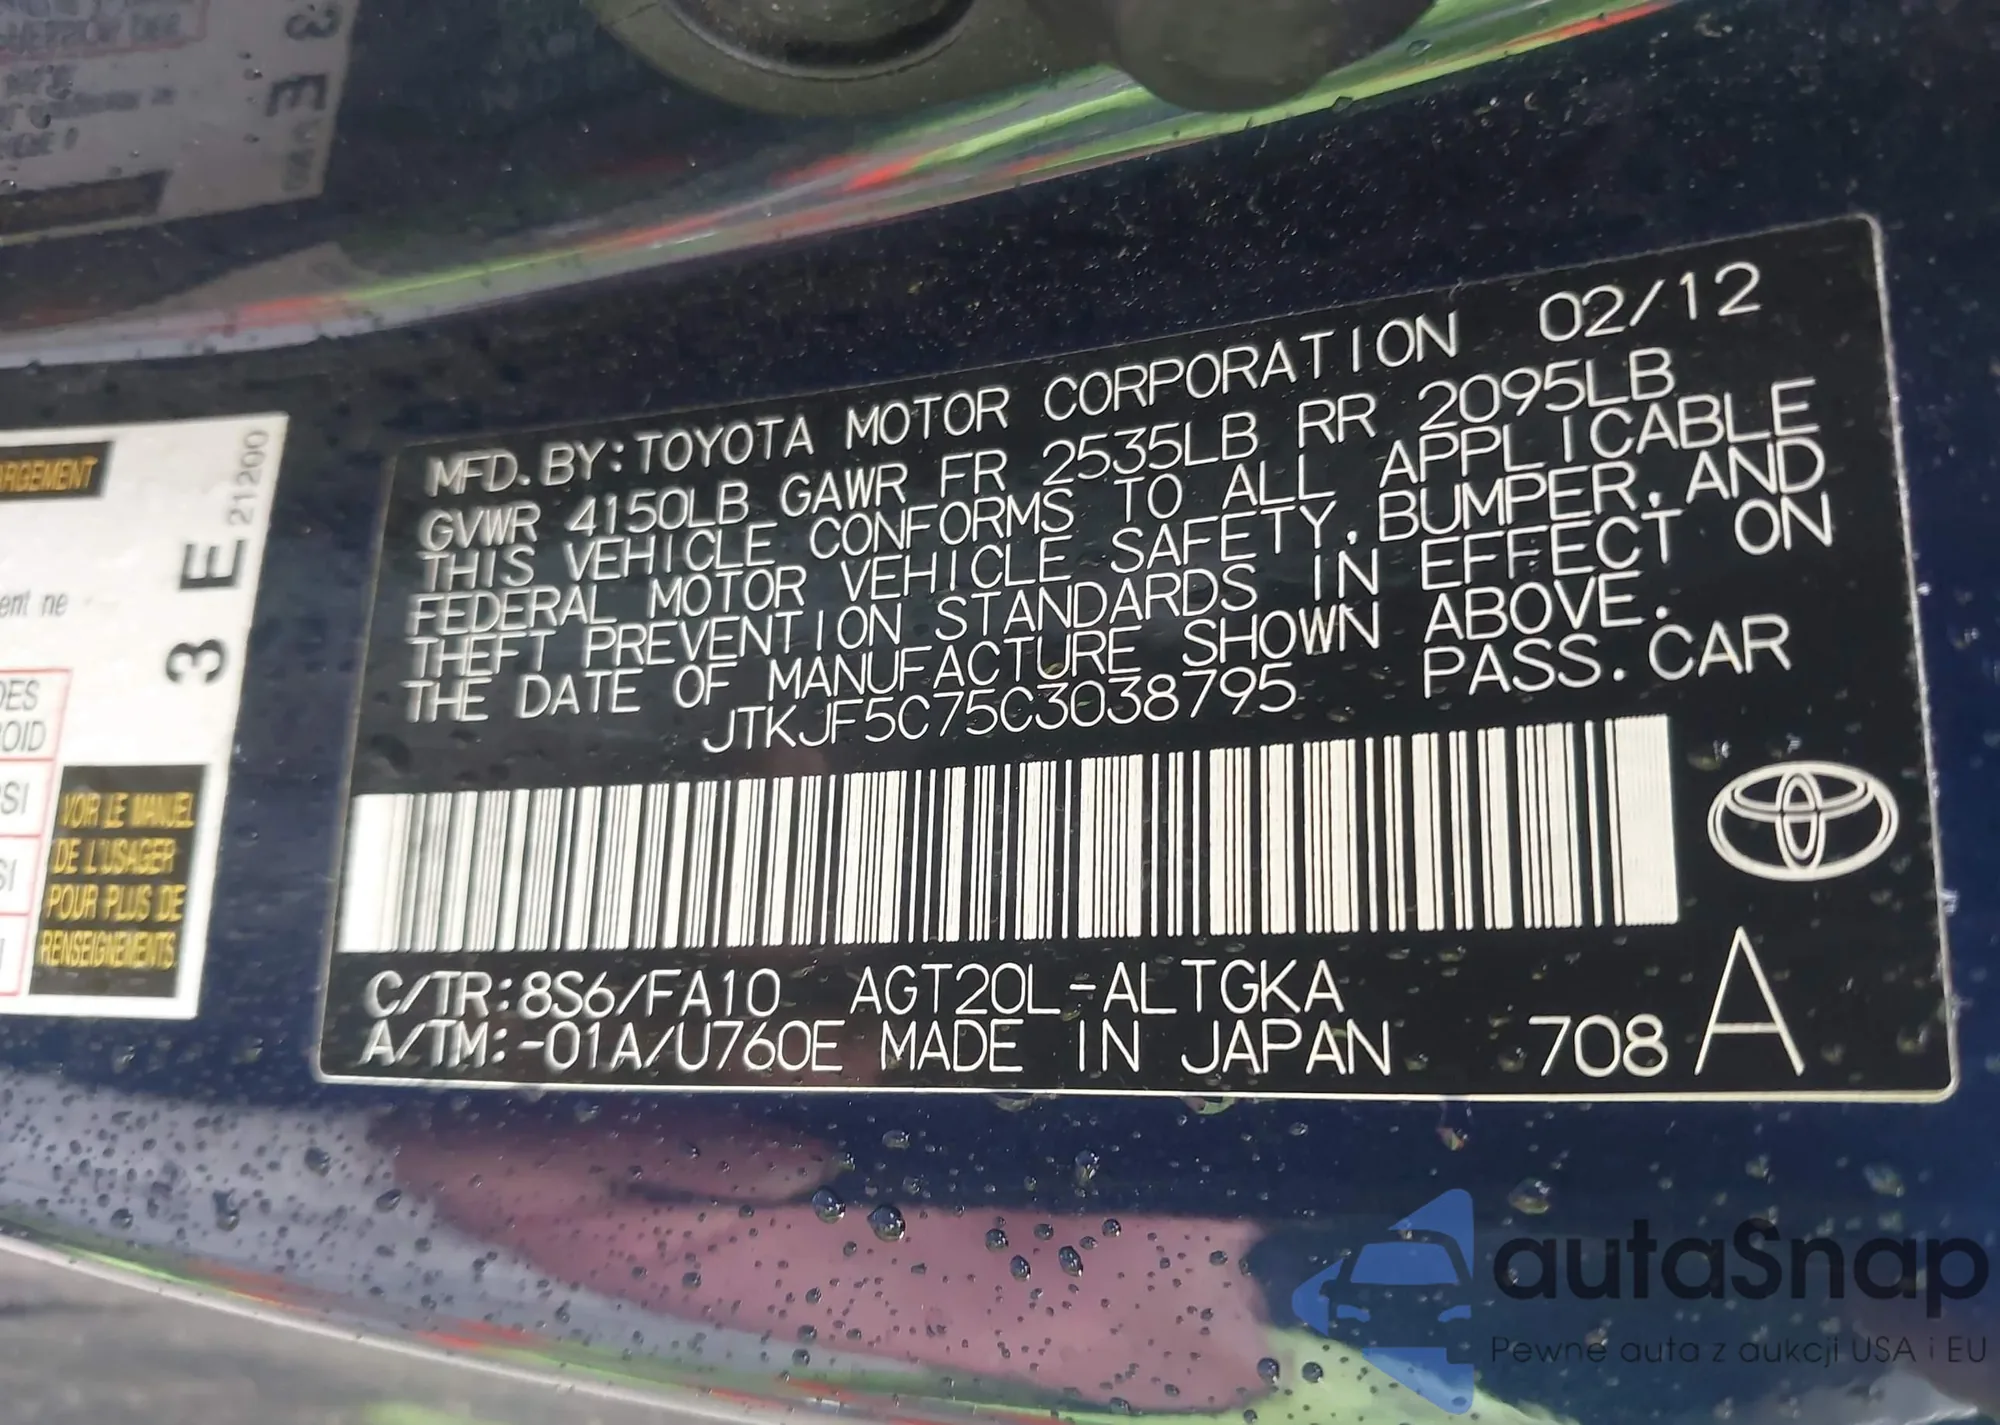 MFD. BY: TOYOTA MOTOR CORPORATION 02/12
GVWR 4150LB GAWR FR 2535LB RR 2095LB
THIS VEHICLE CONFORMS TO ALL APPLICABLE
FEDERAL MOTOR VEHICLE SAFETY, BUMPER, AND
THEFT PREVENTION STANDARDS IN EFFECT ON
THE DATE OF MANUFACTURE SHOWN ABOVE.
JTKJF5C75C3038795 PASS. CAR
C/TR: 8S6/FA10 AGT20L-ALTGKA
A/TM: -01A/U760E MADE IN JAPAN 708 A
3 E 21200
ent ne
VOIR LE MANUEL
DE L'USAGER
POUR PLUS DE
RENSEIGNEMENTS
autaSnap
Pewne auta z aukcji USA i EU